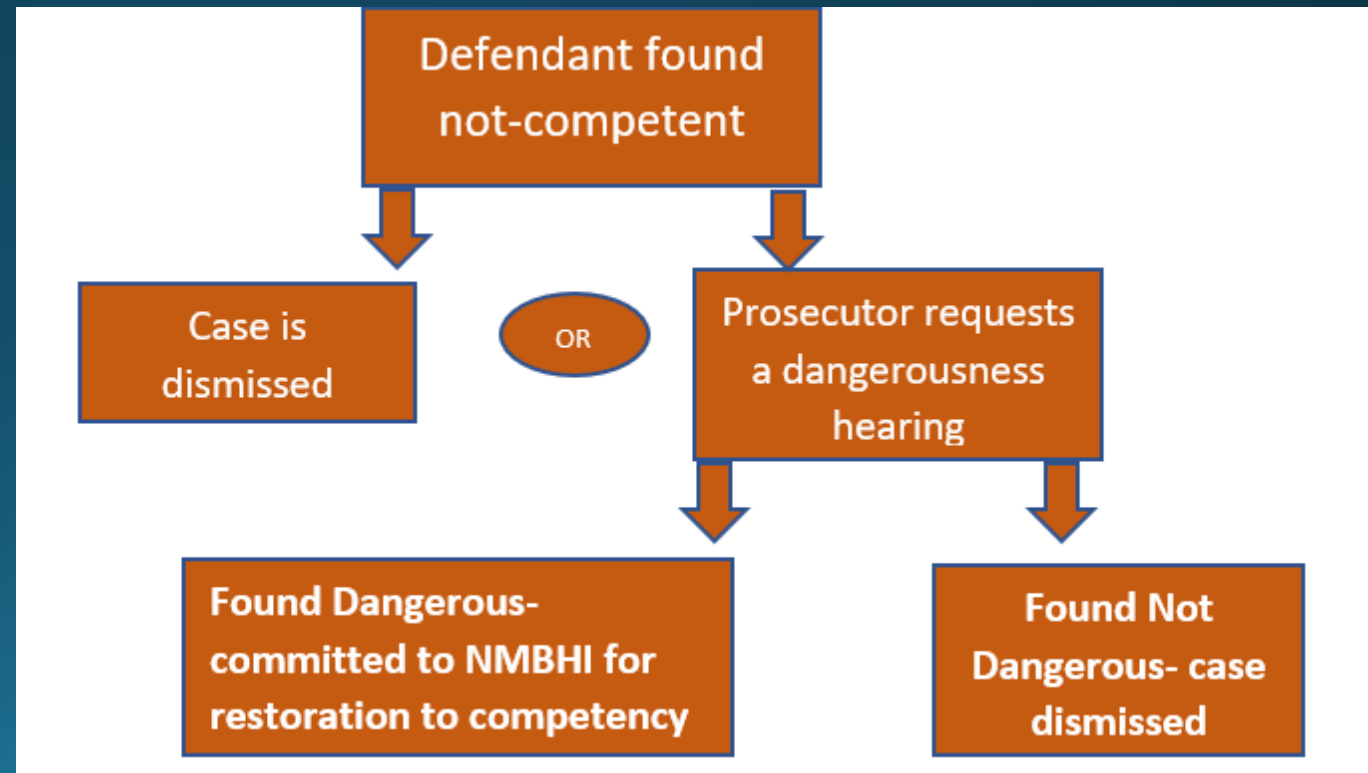 Defendant found
not-competent
Case is
dismissed
OR
Prosecutor requests
a dangerousness
hearing
Found Dangerous-
committed to NMBHI for
restoration to competency
Found Not
Dangerous- case
dismissed